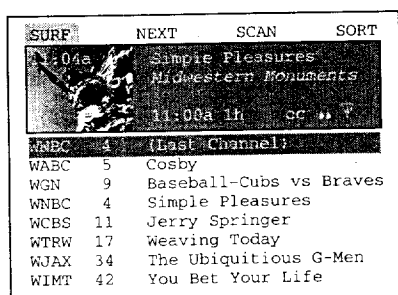 SURF NEXT SCAN SORT
11:04a Simple Pleasures
Midwestern Monuments
11:00a 1h cc
WWBC 4 (Last Channel)
WABC 5 Cosby
WGN 9 Baseball-Cubs vs Braves
WNBC 4 Simple Pleasures
WCBS 11 Jerry Springer
WTRW 17 Weaving Today
WJAX 34 The Ubiquitious G-Men
WIMT 42 You Bet Your Life